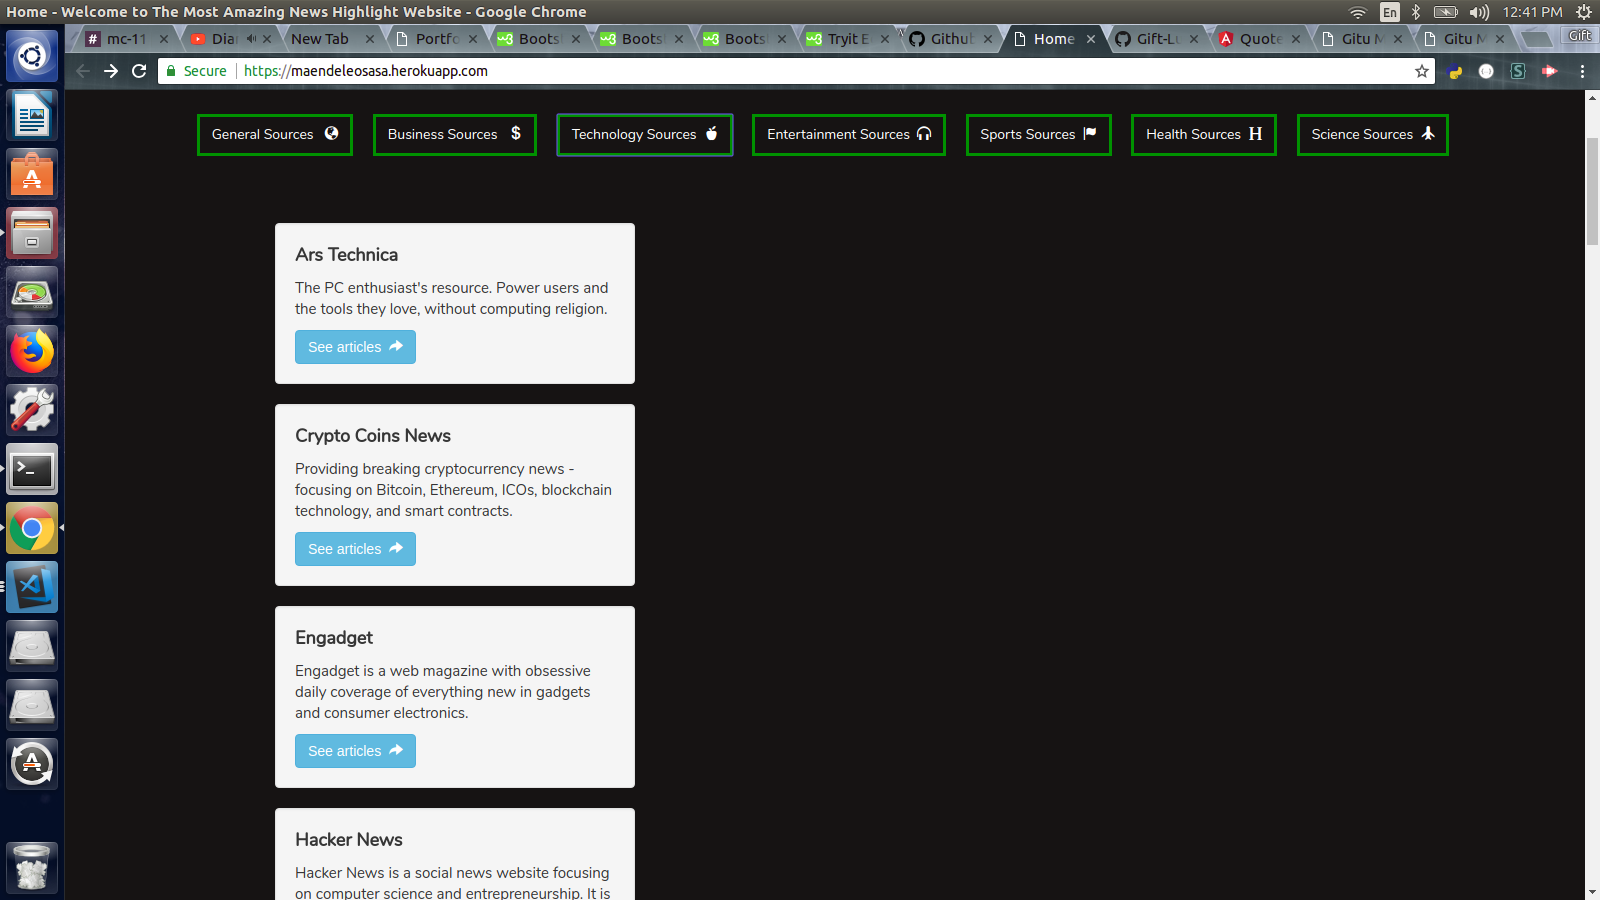 Home - Welcome to The Most Amazing News Highlight Website - Google Chrome
En
12:41 PM
# mc-11
Dia
New Tab
Portfo
Boots
Boots
Boots
Tryit E
Github
Home
Gift-Lu
Quote
Gitu M
Gitu M
Gift
Secure
https://maendeleosasa.herokuapp.com
General Sources
Business Sources $
Technology Sources
Entertainment Sources
Sports Sources
Health Sources H
Science Sources
Ars Technica
The PC enthusiast's resource. Power users and
the tools they love, without computing religion.
See articles
Crypto Coins News
Providing breaking cryptocurrency news -
focusing on Bitcoin, Ethereum, ICOs, blockchain
technology, and smart contracts.
See articles
Engadget
Engadget is a web magazine with obsessive
daily coverage of everything new in gadgets
and consumer electronics.
See articles
Hacker News
Hacker News is a social news website focusing
on computer science and entrepreneurship. It is